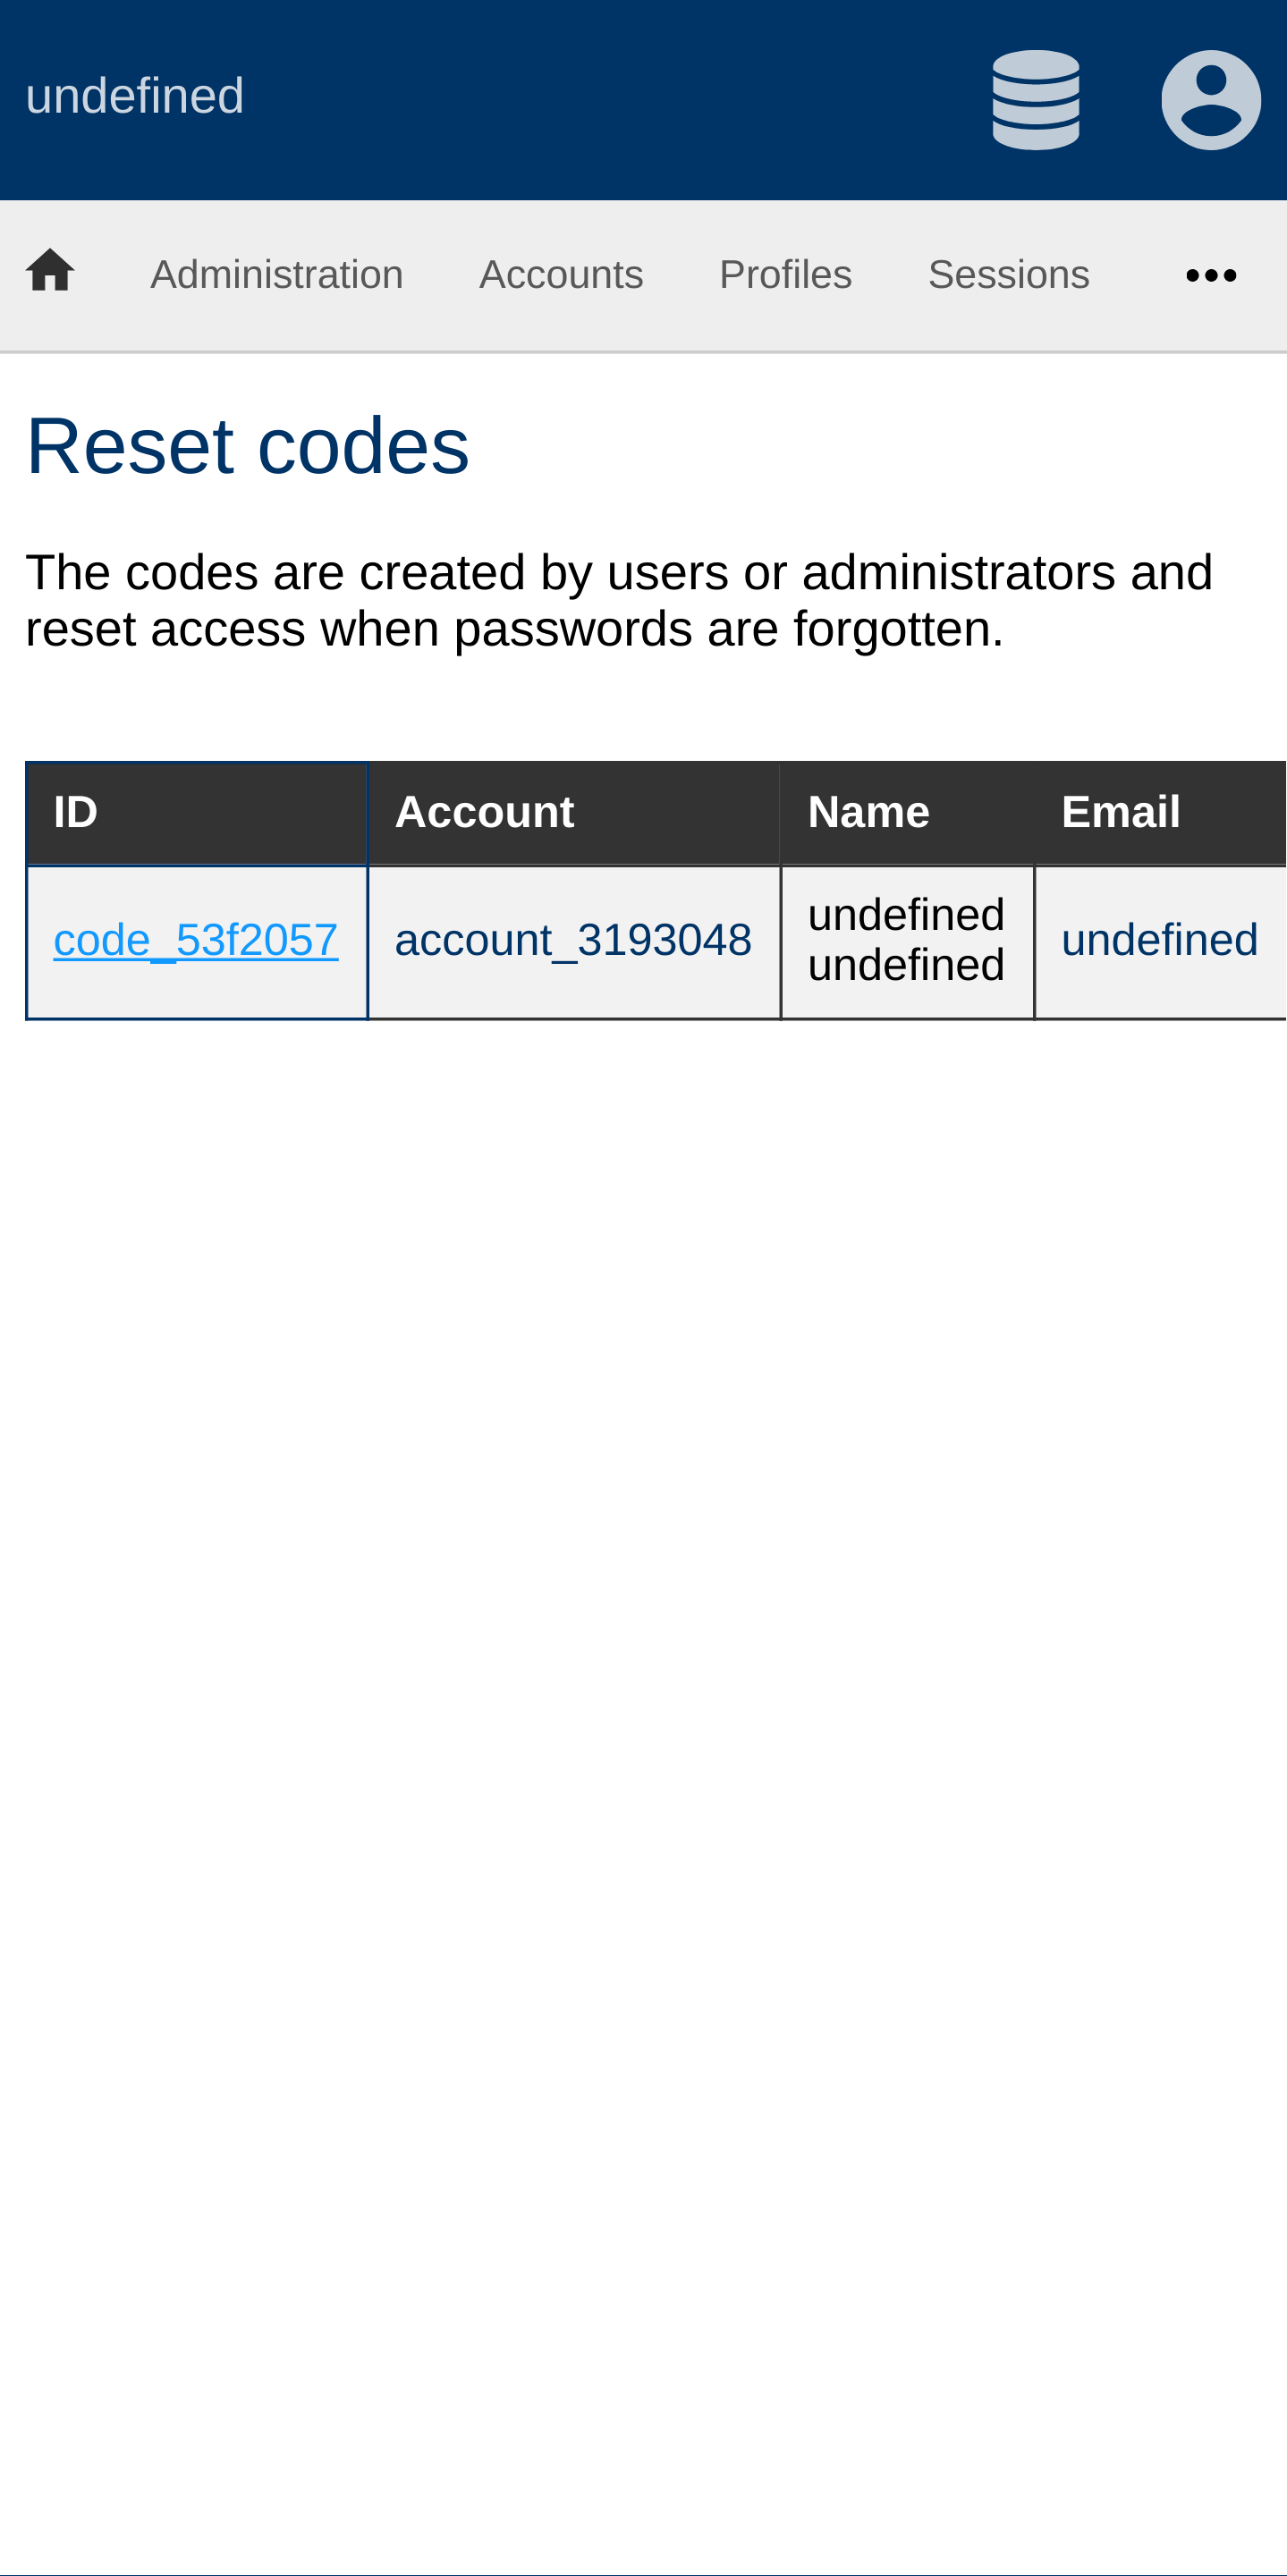 undefined
Administration Accounts Profiles Sessions
Reset codes
The codes are created by users or administrators and
reset access when passwords are forgotten.
ID Account Name Email
code_53f2057 account_3193048 undefined undefined undefined